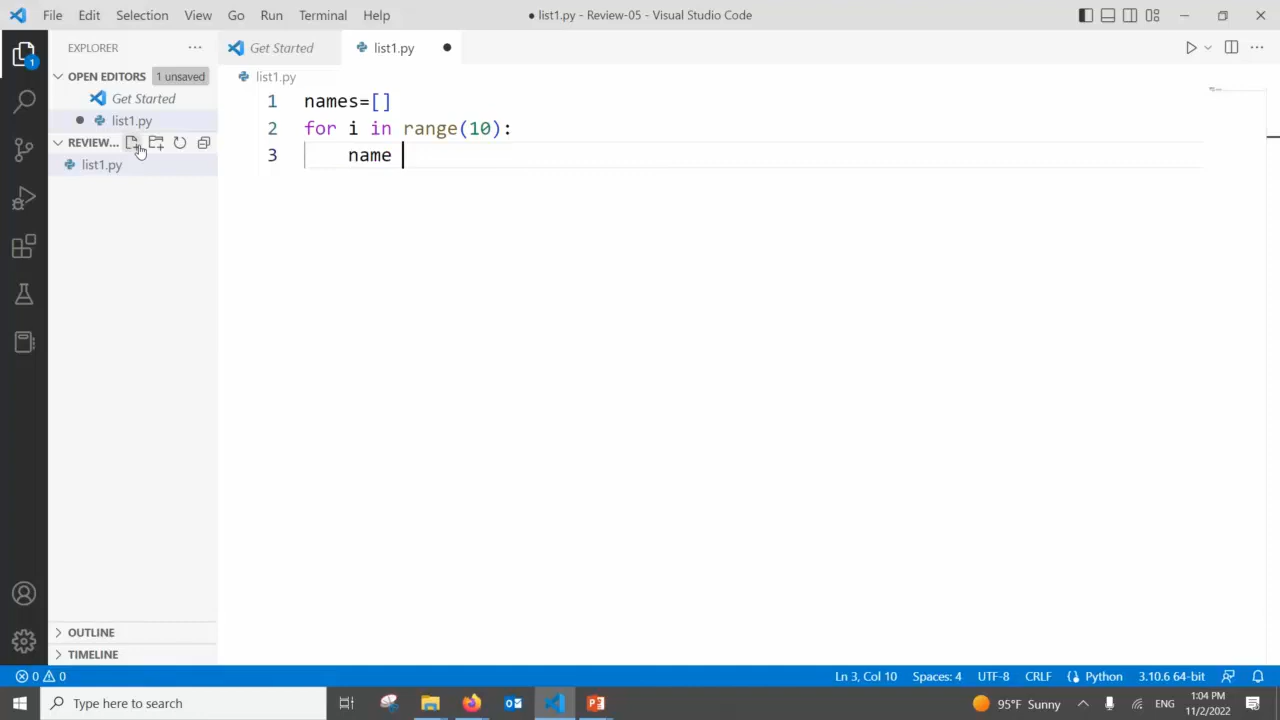 File Edit Selection View Go Run Terminal Help
● list1.py - Review-05 - Visual Studio Code
EXPLORER
Get Started
list1.py
1
OPEN EDITORS
1 unsaved
list1.py
Get Started
list1.py
REVIEW...
list1.py
1 names=[]
2 for i in range(10):
3 name
OUTLINE
TIMELINE
0 0
Ln 3, Col 10 Spaces: 4 UTF-8 CRLF Python 3.10.6 64-bit
Type here to search
95°F Sunny
ENG
1:04 PM
11/2/2022